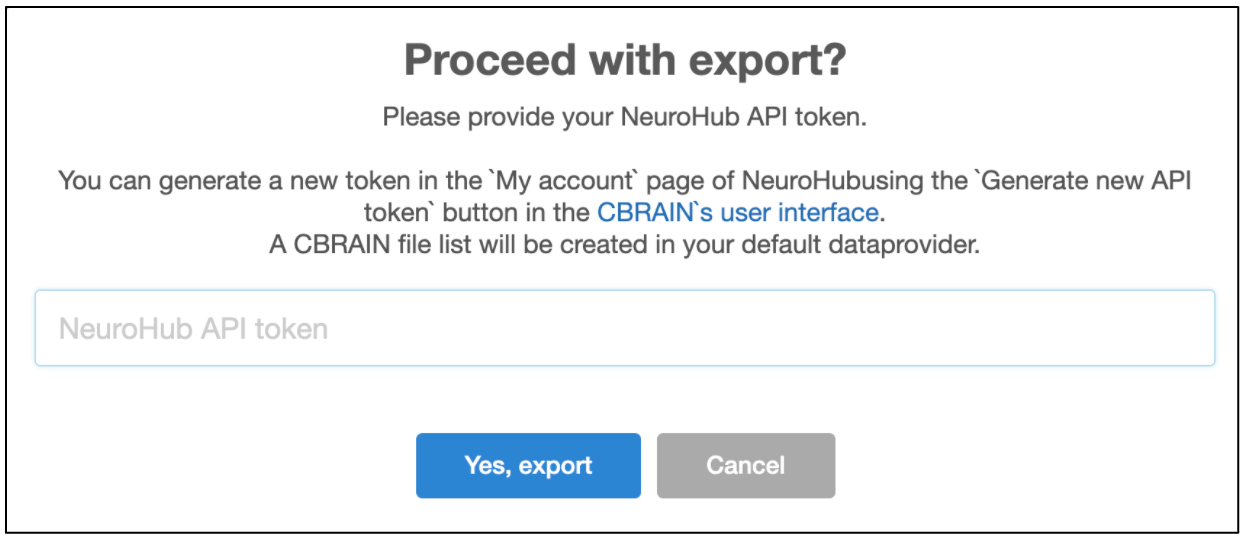 Proceed with export?
Please provide your NeuroHub API token.
You can generate a new token in the `My account` page of NeuroHubusing the `Generate new API
token` button in the CBRAIN`s user interface.
A CBRAIN file list will be created in your default dataprovider.
NeuroHub API token
Yes, export
Cancel